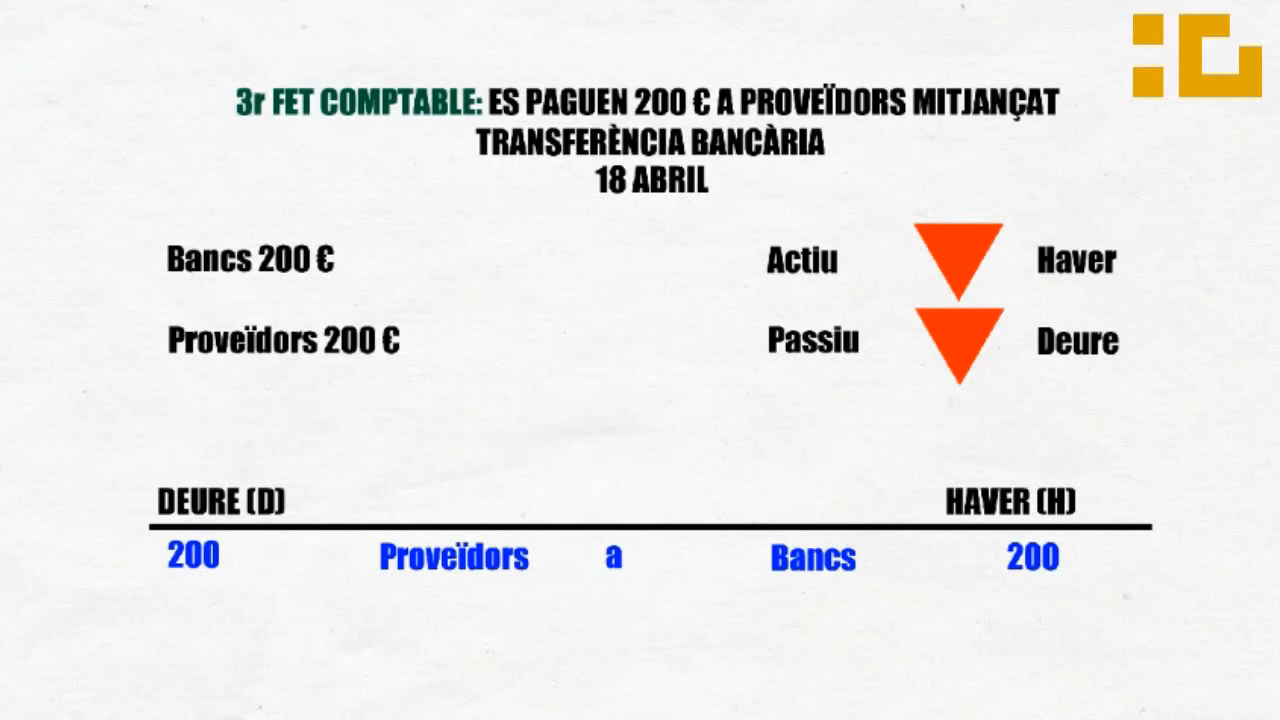 3r FET COMPTABLE: ES PAGUEN 200 € A PROVEÏDORS MITJANÇAT
TRANSFERÈNCIA BANCÀRIA
18 ABRIL
Bancs 200 € Actiu Haver
Proveïdors 200 € Passiu Deure
DEURE (D) HAVER (H)
200 Proveïdors a Bancs 200